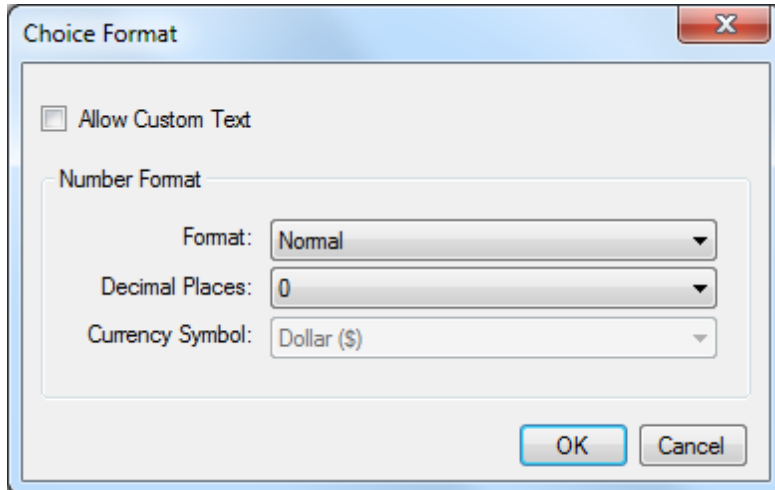 Choice Format
Allow Custom Text
Number Format
Format: Normal
Decimal Places: 0
Currency Symbol: Dollar ($)
OK Cancel